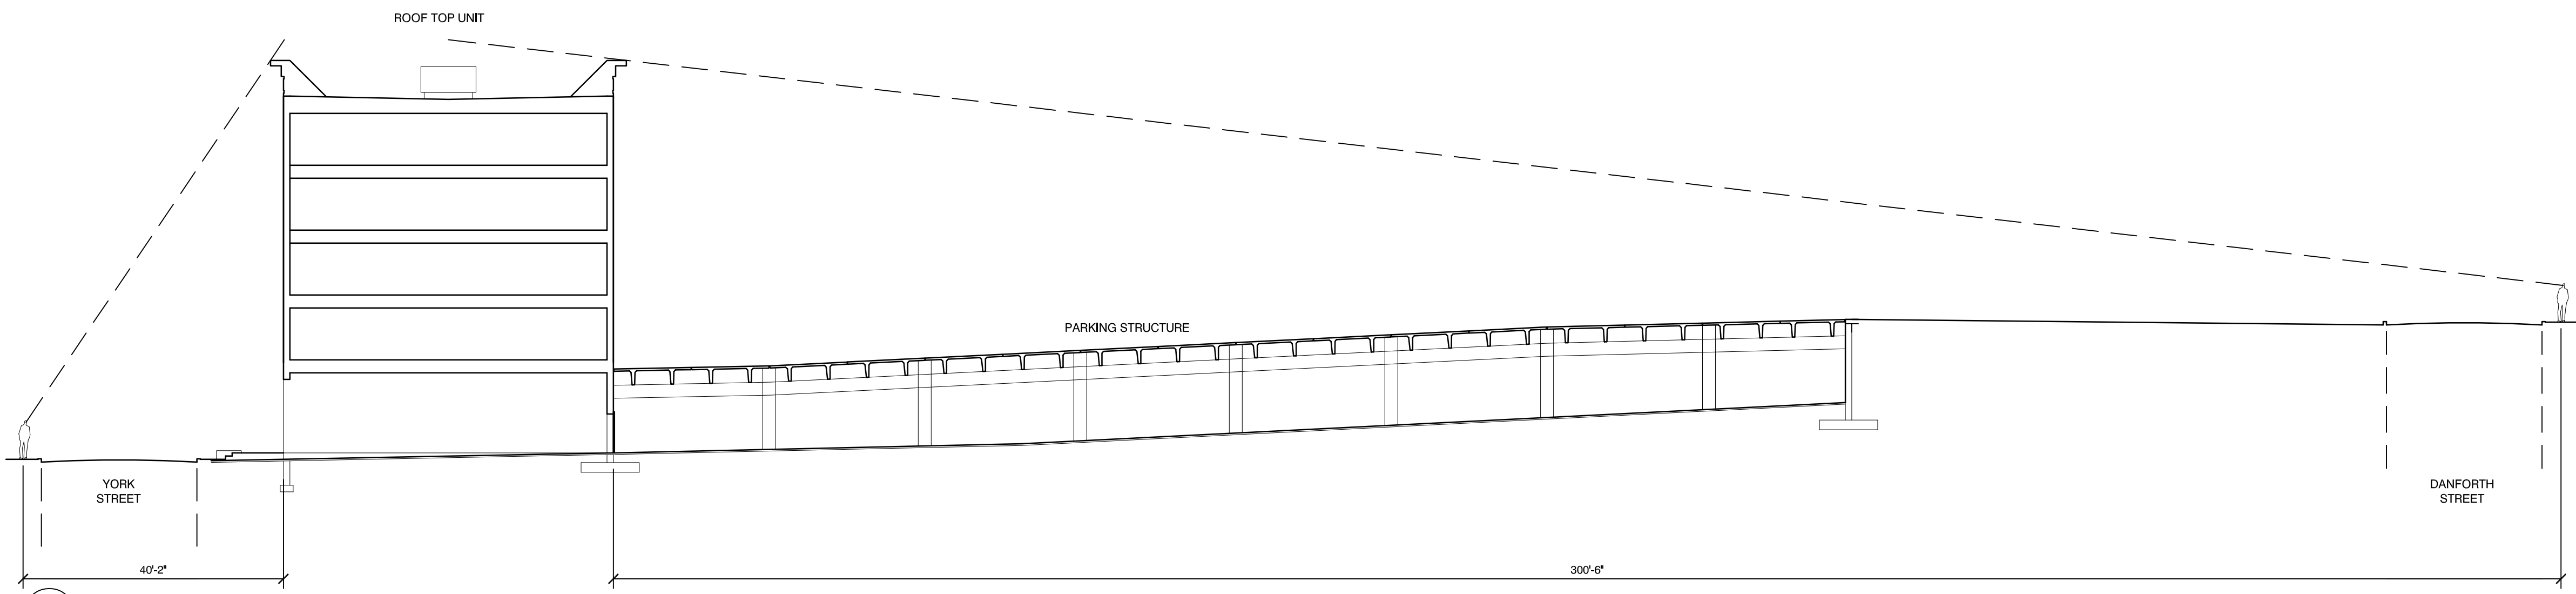 ROOF TOP UNIT
PARKING STRUCTURE
YORK
STREET
DANFORTH
STREET
40'-2"
300'-6"